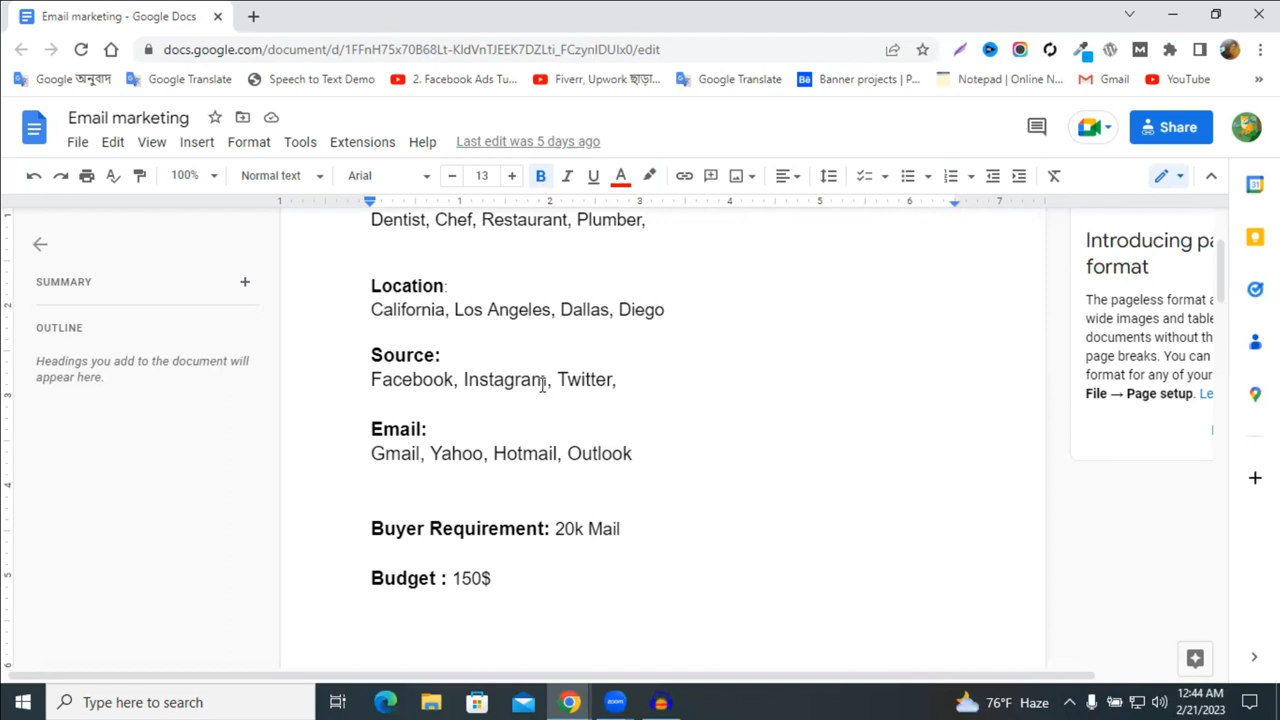 Email marketing - Google Docs
docs.google.com/document/d/1FFnH75x70B68Lt-KIdVnTJEEK7DZLti_FCzynIDUIx0/edit
Google অনুবাদ
Google Translate
Speech to Text Demo
2. Facebook Ads Tu...
Fiverr, Upwork ছাড়া...
Google Translate
Banner projects | P...
Notepad | Online N...
Gmail
YouTube
Email marketing
File Edit View Insert Format Tools Extensions Help Last edit was 5 days ago
Share
100% Normal text Arial 13
SUMMARY
OUTLINE
Headings you add to the document will
appear here.
Dentist, Chef, Restaurant, Plumber,
Location:
California, Los Angeles, Dallas, Diego
Source:
Facebook, Instagram, Twitter,
Email:
Gmail, Yahoo, Hotmail, Outlook
Buyer Requirement: 20k Mail
Budget : 150$
Introducing pa
format
The pageless format a
wide images and table
documents without th
page breaks. You can
format for any of your
File → Page setup. Le
Type here to search
zoom
76°F Haze
12:44 AM
2/21/2023